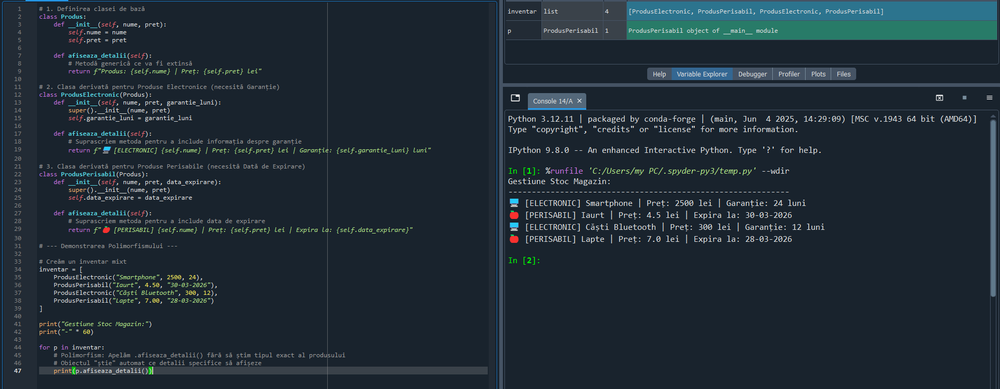 1 # 1. Definirea clasei de bază
2 class Produs:
3     def __init__(self, nume, pret):
4         self.nume = nume
5         self.pret = pret
6
7     def afiseaza_detalii(self):
8         # Metodă generică ce va fi extinsă
9         return f"Produs: {self.nume} | Preț: {self.pret} lei"
10
11 # 2. Clasa derivată pentru Produse Electronice (necesită Garanție)
12 class ProdusElectronic(Produs):
13     def __init__(self, nume, pret, garantie_luni):
14         super().__init__(nume, pret)
15         self.garantie_luni = garantie_luni
16
17     def afiseaza_detalii(self):
18         # Suprascriem metoda pentru a include informația despre garanție
19         return f"💻 [ELECTRONIC] {self.nume} | Preț: {self.pret} lei | Garanție: {self.garantie_luni} luni"
20
21 # 3. Clasa derivată pentru Produse Perisabile (necesită Dată de Expirare)
22 class ProdusPerisabil(Produs):
23     def __init__(self, nume, pret, data_expirare):
24         super().__init__(nume, pret)
25         self.data_expirare = data_expirare
26
27     def afiseaza_detalii(self):
28         # Suprascriem metoda pentru a include data de expirare
29         return f"🍎 [PERISABIL] {self.nume} | Preț: {self.pret} lei | Expira la: {self.data_expirare}"
30
31 # --- Demonstrarea Polimorfismului ---
32
33 # Creăm un inventar mixt
34 inventar = [
35     ProdusElectronic("Smartphone", 2500, 24),
36     ProdusPerisabil("Iaurt", 4.50, "30-03-2026"),
37     ProdusElectronic("Căști Bluetooth", 300, 12),
38     ProdusPerisabil("Lapte", 7.00, "28-03-2026")
39 ]
40
41 print("Gestiune Stoc Magazin:")
42 print("-" * 60)
43
44 for p in inventar:
45     # Polimorfism: Apelăm .afiseaza_detalii() fără să știm tipul exact al produsului
46     # Obiectul "știe" automat ce detalii specifice să afișeze
47     print(p.afiseaza_detalii())
inventar list 4 [ProdusElectronic, ProdusPerisabil, ProdusElectronic, ProdusPerisabil]
p ProdusPerisabil 1 ProdusPerisabil object of __main__ module
Help Variable Explorer Debugger Profiler Plots Files
Console 14/A
Python 3.12.11 | packaged by conda-forge | (main, Jun  4 2025, 14:29:09) [MSC v.1943 64 bit (AMD64)]
Type "copyright", "credits" or "license" for more information.
IPython 9.8.0 -- An enhanced Interactive Python. Type '?' for help.
In [1]: %runfile 'C:/Users/my PC/.spyder-py3/temp.py' --wdir
Gestiune Stoc Magazin:
------------------------------------------------------------
💻 [ELECTRONIC] Smartphone | Preț: 2500 lei | Garanție: 24 luni
🍎 [PERISABIL] Iaurt | Preț: 4.5 lei | Expira la: 30-03-2026
💻 [ELECTRONIC] Căști Bluetooth | Preț: 300 lei | Garanție: 12 luni
🍎 [PERISABIL] Lapte | Preț: 7.0 lei | Expira la: 28-03-2026
In [2]: